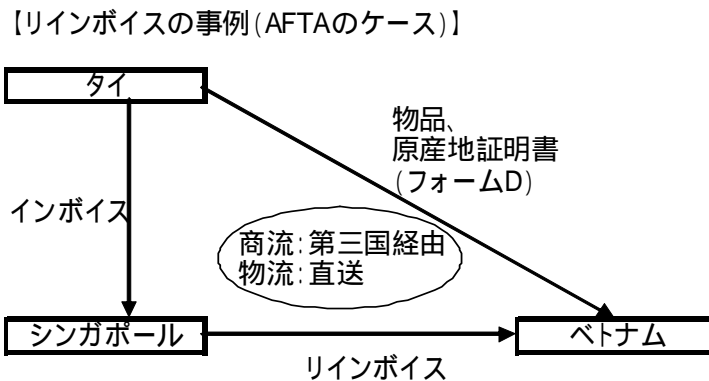 【リインボイスの事例(AFTAのケース)】
タイ
物品、
原産地証明書
(フォームD)
インボイス
商流:第三国経由
物流:直送
シンガポール
ベトナム
リインボイス